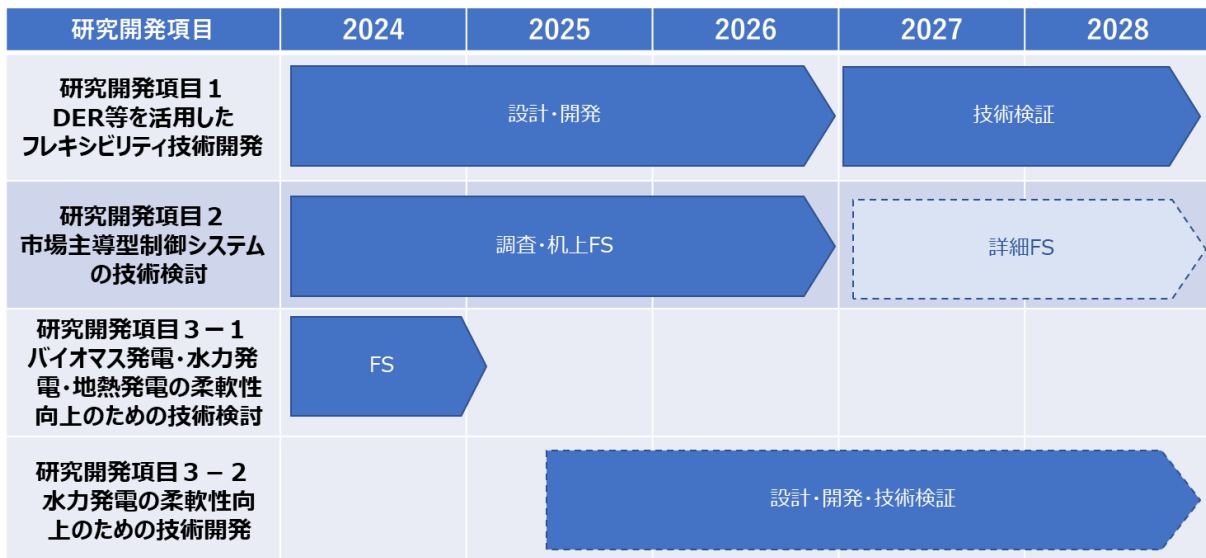 研究開発項目 2024 2025 2026 2027 2028
研究開発項目１
DER等を活用した
フレキシビリティ技術開発
設計・開発
技術検証
研究開発項目２
市場主導型制御システム
の技術検討
調査・机上FS
詳細FS
研究開発項目３－１
バイオマス発電・水力発
電・地熱発電の柔軟性
向上のための技術検討
FS
研究開発項目３－２
水力発電の柔軟性向
上のための技術開発
設計・開発・技術検証